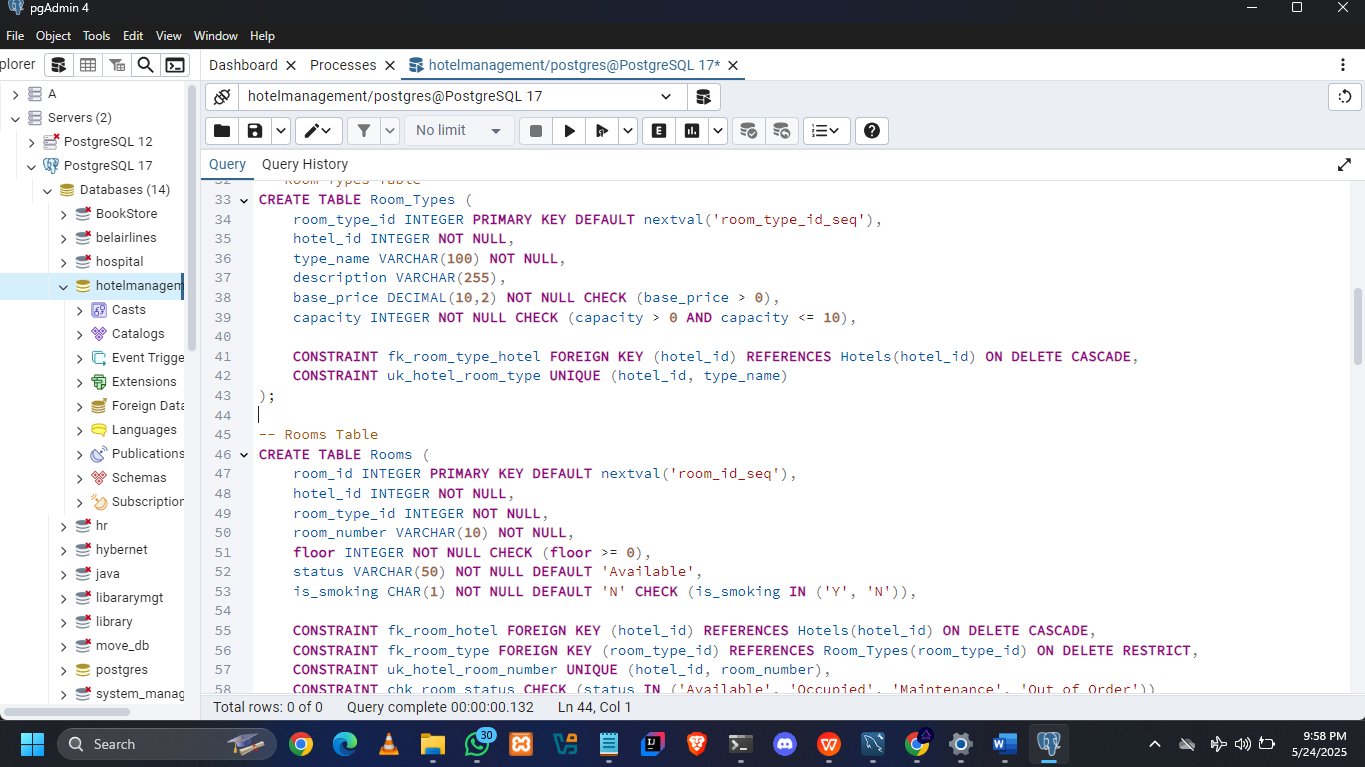 pgAdmin 4
File Object Tools Edit View Window Help
plorer
Dashboard Processes hotelmanagement/postgres@PostgreSQL 17*
A
Servers (2)
PostgreSQL 12
PostgreSQL 17
Databases (14)
BookStore
belairlines
hospital
hotelmanagem
Casts
Catalogs
Event Trigge
Extensions
Foreign Data
Languages
Publications
Schemas
Subscription
hr
hybernet
java
libararymgt
library
move_db
postgres
system_manag
hotelmanagement/postgres@PostgreSQL 17
No limit
E
Query Query History
32 -- Room Types Table
33 CREATE TABLE Room_Types (
34 room_type_id INTEGER PRIMARY KEY DEFAULT nextval('room_type_id_seq'),
35 hotel_id INTEGER NOT NULL,
36 type_name VARCHAR(100) NOT NULL,
37 description VARCHAR(255),
38 base_price DECIMAL(10,2) NOT NULL CHECK (base_price > 0),
39 capacity INTEGER NOT NULL CHECK (capacity > 0 AND capacity <= 10),
40
41 CONSTRAINT fk_room_type_hotel FOREIGN KEY (hotel_id) REFERENCES Hotels(hotel_id) ON DELETE CASCADE,
42 CONSTRAINT uk_hotel_room_type UNIQUE (hotel_id, type_name)
43 );
44
45 -- Rooms Table
46 CREATE TABLE Rooms (
47 room_id INTEGER PRIMARY KEY DEFAULT nextval('room_id_seq'),
48 hotel_id INTEGER NOT NULL,
49 room_type_id INTEGER NOT NULL,
50 room_number VARCHAR(10) NOT NULL,
51 floor INTEGER NOT NULL CHECK (floor >= 0),
52 status VARCHAR(50) NOT NULL DEFAULT 'Available',
53 is_smoking CHAR(1) NOT NULL DEFAULT 'N' CHECK (is_smoking IN ('Y', 'N')),
54
55 CONSTRAINT fk_room_hotel FOREIGN KEY (hotel_id) REFERENCES Hotels(hotel_id) ON DELETE CASCADE,
56 CONSTRAINT fk_room_type FOREIGN KEY (room_type_id) REFERENCES Room_Types(room_type_id) ON DELETE RESTRICT,
57 CONSTRAINT uk_hotel_room_number UNIQUE (hotel_id, room_number),
58 CONSTRAINT chk_room_status CHECK (status IN ('Available', 'Occupied', 'Maintenance', 'Out of Order'))
Total rows: 0 of 0 Query complete 00:00:00.132 Ln 44, Col 1
Search
30
9:58 PM
5/24/2025